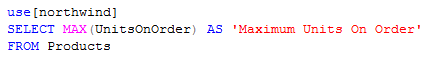 use[northwind]
SELECT MAX(UnitsOnOrder) AS 'Maximum Units On Order'
FROM Products